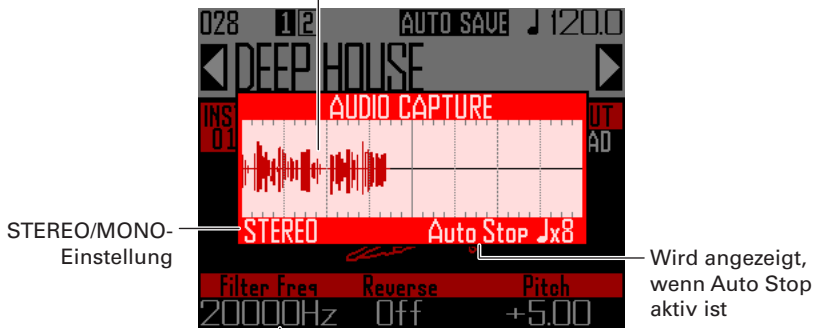 028 1 2 AUTO SAVE ♩120.0
DEEP HOUSE
INS
01
AUDIO CAPTURE
UT
AD
STEREO Auto Stop ♩x8
STEREO/MONO-
Einstellung
Wird angezeigt,
wenn Auto Stop
aktiv ist
Filter Freq Reverse Pitch
20000Hz Off +5.00